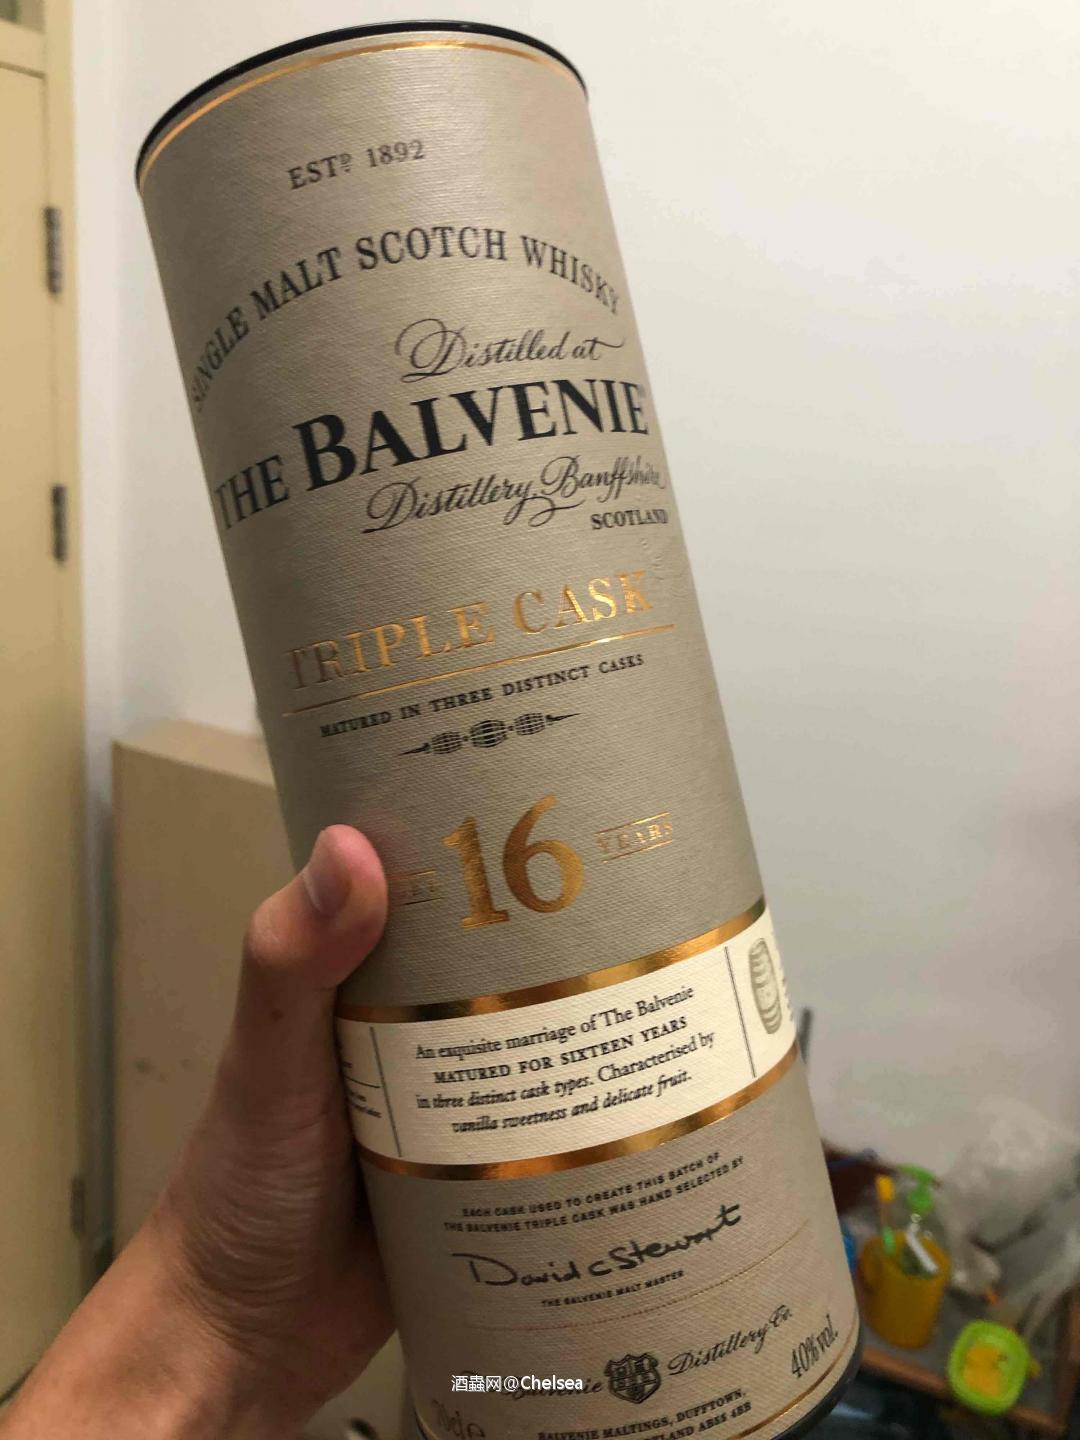 ESTD 1892
SINGLE MALT SCOTCH WHISKY
Distilled at
THE BALVENIE
Distillery, Banffshire
SCOTLAND
TRIPLE CASK
MATURED IN THREE DISTINCT CASKS
16 YEARS
An exquisite marriage of The Balvenie
MATURED FOR SIXTEEN YEARS
in three distinct cask types. Characterised by
vanilla sweetness and delicate fruit.
EACH CASK USED TO CREATE THIS BATCH OF
THE BALVENIE TRIPLE CASK WAS HAND SELECTED BY
David C Stewart
THE BALVENIE MALT MASTER
Balvenie Distillery Co.
70cl e
40%vol.
BALVENIE MALTINGS, DUFFTOWN,
AB55 4BB
酒蟲网@Chelsea